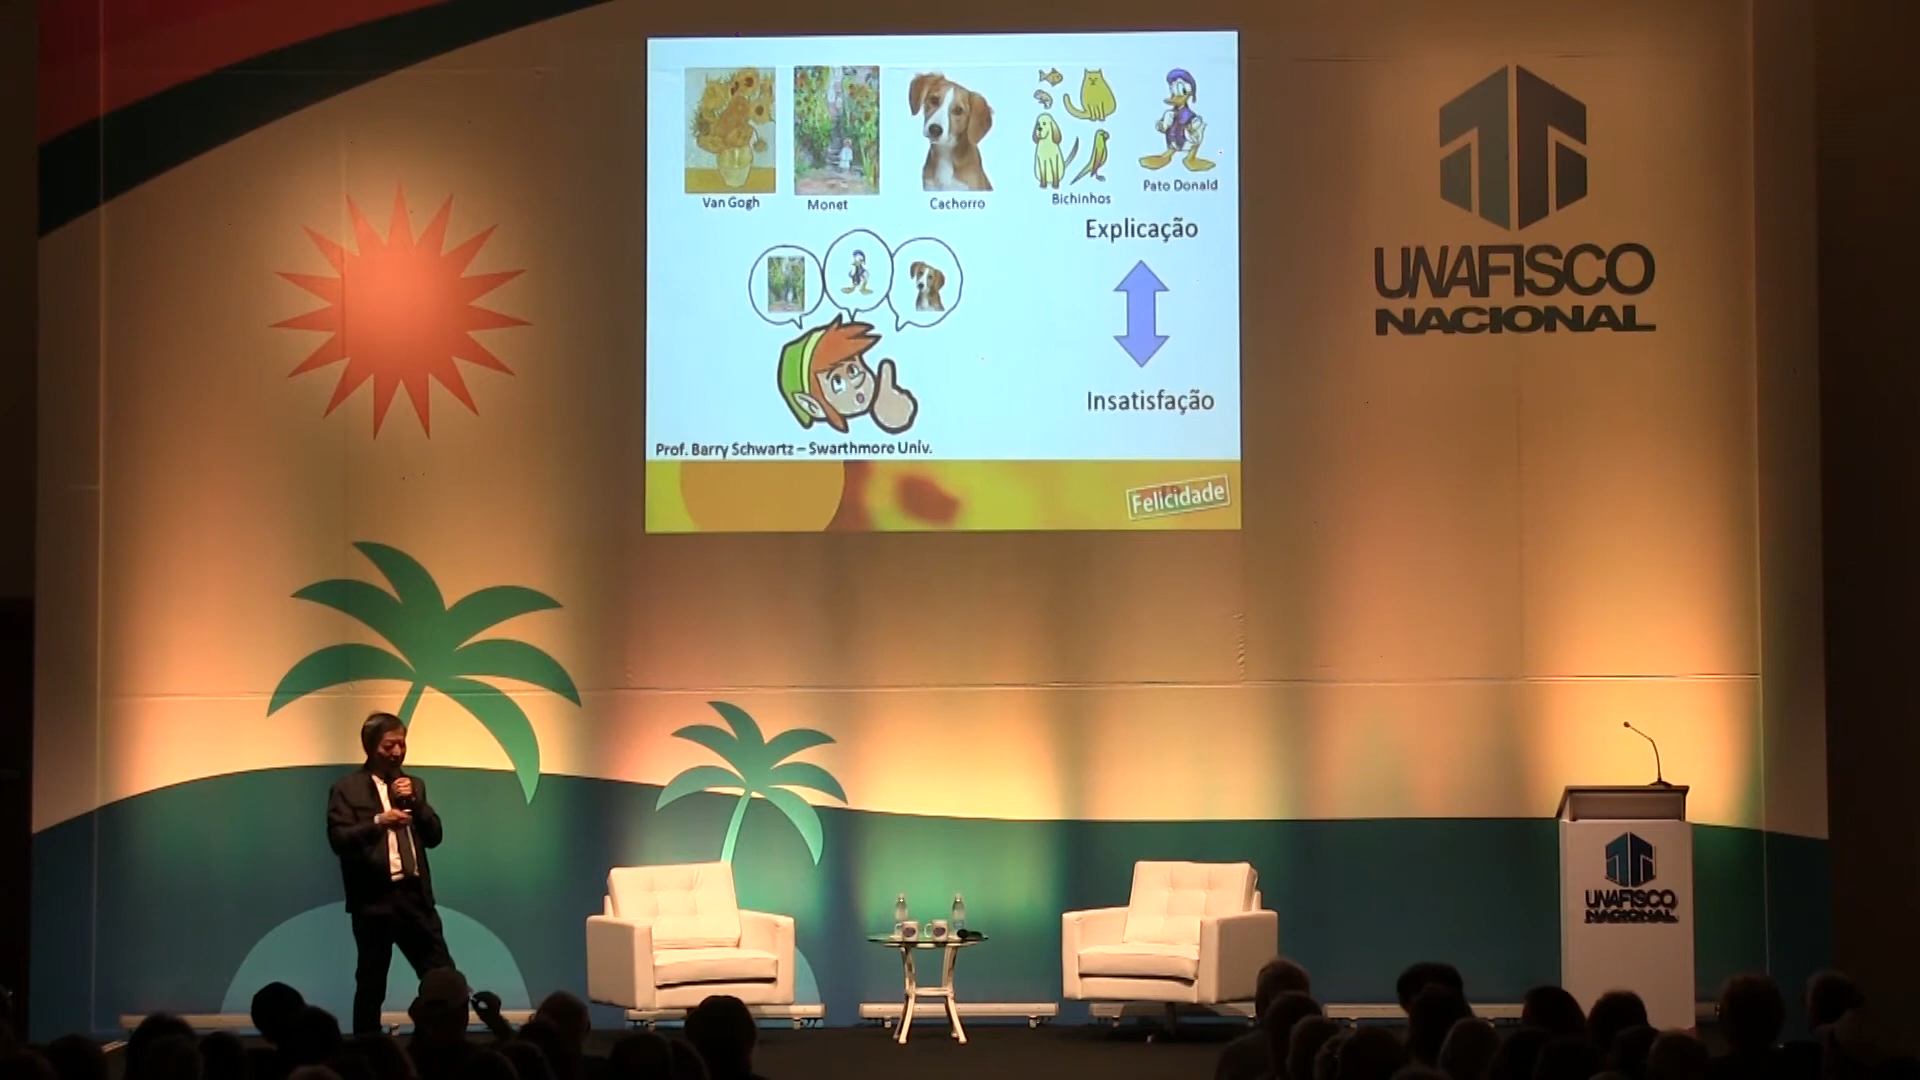 Van Gogh
Monet
Cachorro
Bichinhos
Pato Donald
Explicação
Insatisfação
Prof. Barry Schwartz – Swarthmore Univ.
Felicidade
UNAFISCO
NACIONAL
UNAFISCO
NACIONAL